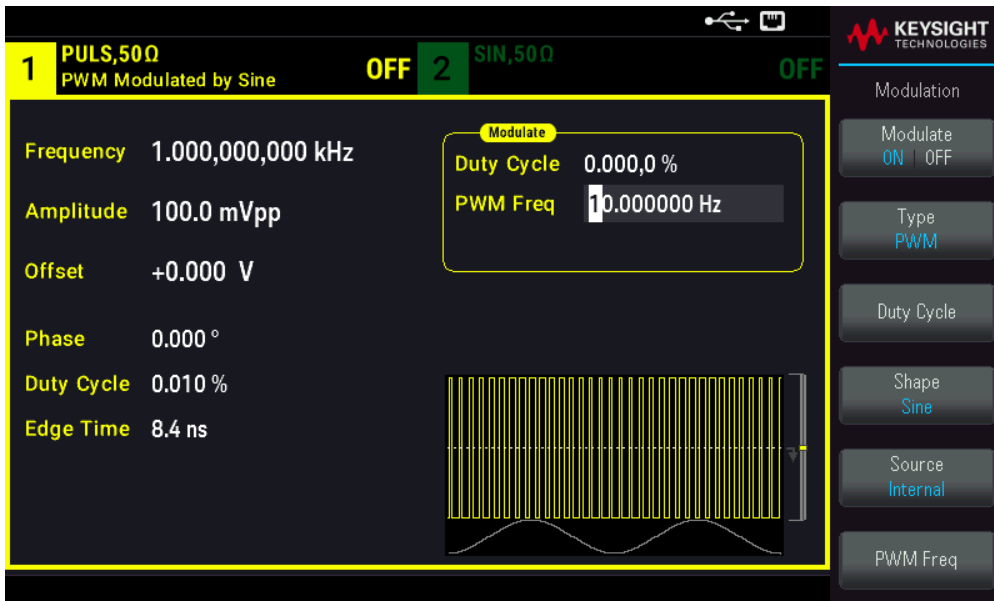 KEYSIGHT
TECHNOLOGIES
1
PULS,50Ω
PWM Modulated by Sine
OFF
2
SIN,50Ω
OFF
Modulation
Frequency 1.000,000,000 kHz
Amplitude 100.0 mVpp
Offset +0.000 V
Phase 0.000 °
Duty Cycle 0.010 %
Edge Time 8.4 ns
Modulate
Duty Cycle 0.000,0 %
PWM Freq 10.000000 Hz
Modulate
ON | OFF
Type
PWM
Duty Cycle
Shape
Sine
Source
Internal
PWM Freq